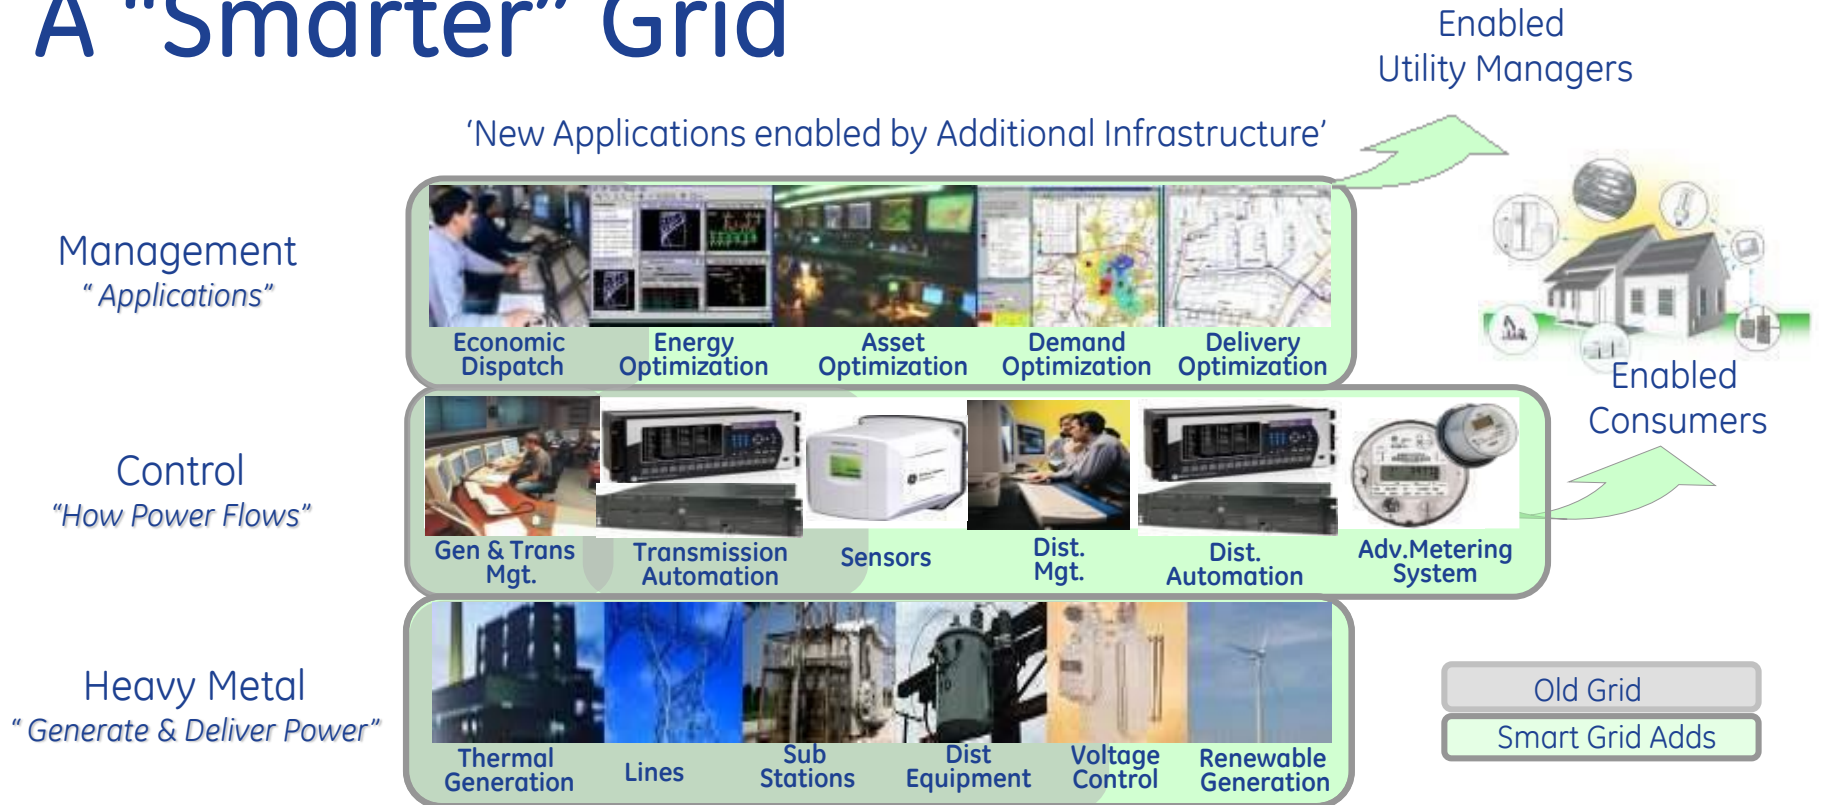 A “Smarter” Grid
Enabled
Utility Managers
‘New Applications enabled by Additional Infrastructure’
Management
“ Applications”
Economic
Dispatch
Energy
Optimization
Asset
Optimization
Demand
Optimization
Delivery
Optimization
Enabled
Consumers
Control
“How Power Flows”
Gen & Trans
Mgt.
Transmission
Automation
Sensors
Dist.
Mgt.
Dist.
Automation
Adv.Metering
System
Heavy Metal
“ Generate & Deliver Power”
Thermal
Generation
Lines
Sub
Stations
Dist
Equipment
Voltage
Control
Renewable
Generation
Old Grid
Smart Grid Adds